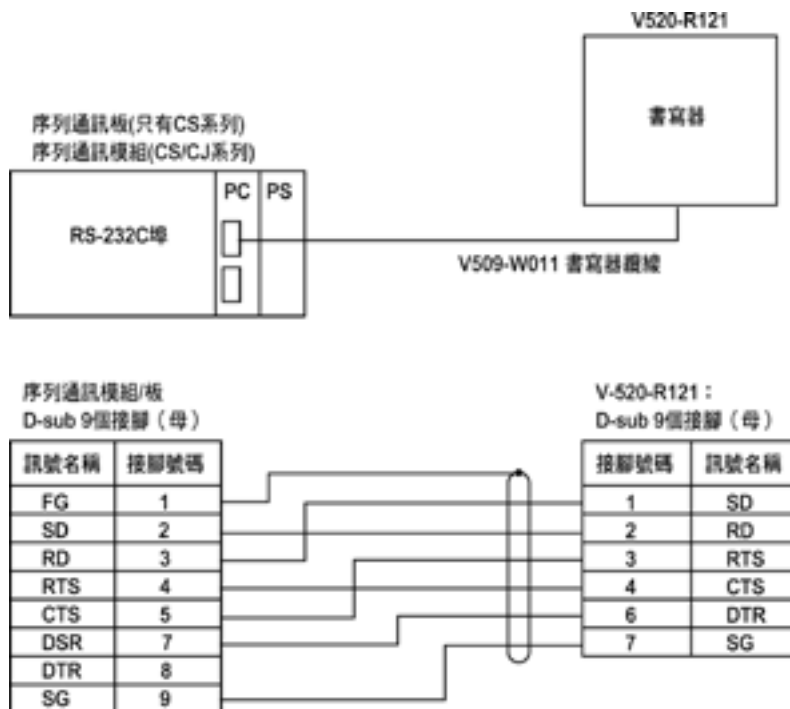 V520-R121
書寫器
序列通訊板(只有CS系列)
序列通訊模組(CS/CJ系列)
PC PS
RS-232C埠
V509-W011 書寫器纜線
序列通訊模組/板
D-sub 9個接腳（母）
V-520-R121：
D-sub 9個接腳（母）
訊號名稱 接腳號碼 接腳號碼 訊號名稱
FG 1 1 SD
SD 2 2 RD
RD 3 3 RTS
RTS 4 4 CTS
CTS 5 6 DTR
DSR 7 7 SG
DTR 8
SG 9